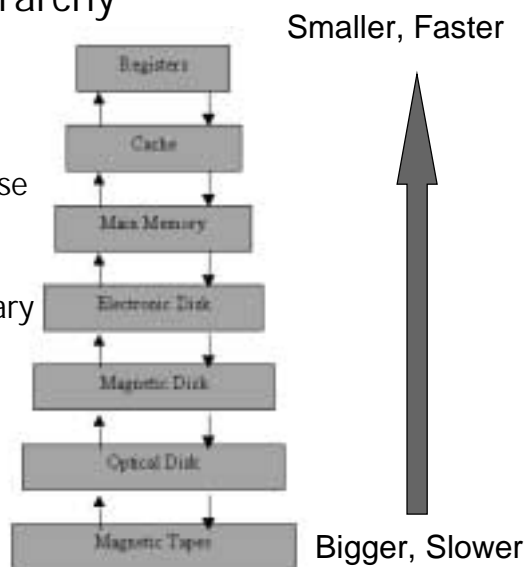 rarchy
Smaller, Faster
Registers
Cache
se
Main Memory
ary
Electronic Disk
Magnetic Disk
Optical Disk
Magnetic Tapes
Bigger, Slower